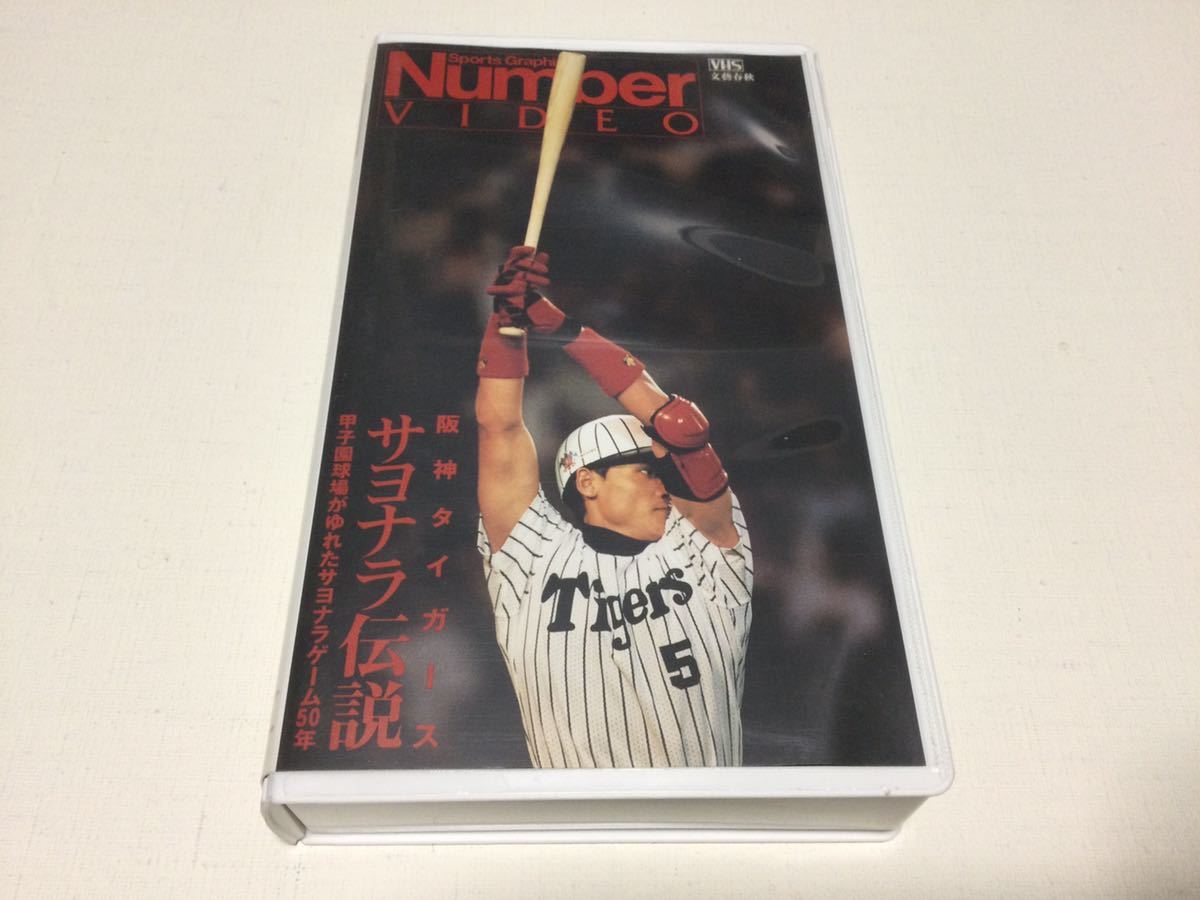 Sports Graphi
Number
VIDEO
VHS
文藝春秋
阪神タイガース
サヨナラ伝説
甲子園球場がゆれたサヨナラゲーム50年
Tigers
5